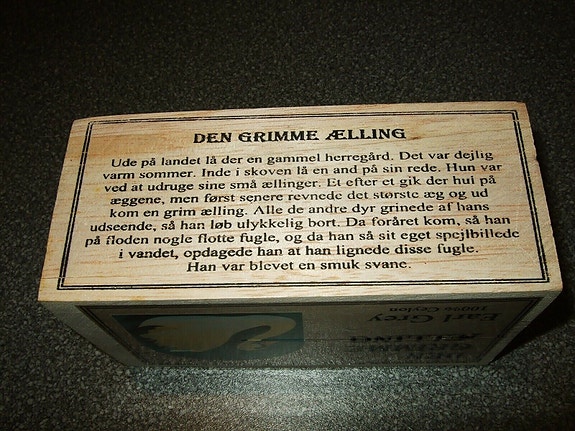 DEN GRIMME ÆLLING
Ude på landet lå der en gammel herregård. Det var dejlig
varm sommer. Inde i skoven lå en and på sin rede. Hun var
ved at udruge sine små ællinger. Et efter et gik der hul på
æggene, men først senere revnede det største æg og ud
kom en grim ælling. Alle de andre dyr grinede af hans
udseende, så han løb ulykkelig bort. Da foråret kom, så han
på floden nogle flotte fugle, og da han så sit eget spejlbillede
i vandet, opdagede han at han lignede disse fugle.
Han var blevet en smuk svane.
Earl Grey
100% Ceylon
ÆLLING
GRIMME
DEN